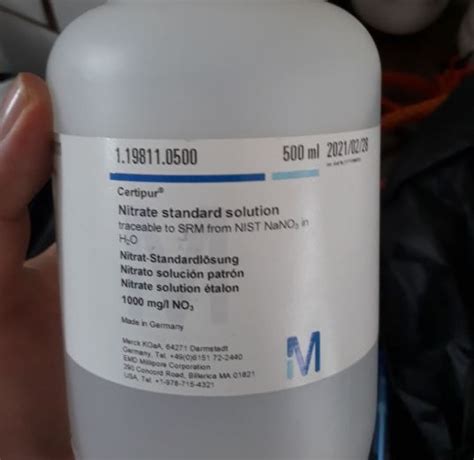 1.19811.0500 500 ml 2021/02/28
Certipur®
Nitrate standard solution
traceable to SRM from NIST NaNO₃ in
H₂O
Nitrat-Standardlösung
Nitrato solución patrón
Nitrate solution étalon
1000 mg/l NO₃
Made in Germany
Merck KGaA, 64271 Darmstadt
Germany, Tel. +49(0)6151 72-2440
EMD Millipore Corporation
290 Concord Road, Billerica MA 01821
USA, Tel. +1-978-715-4321
M